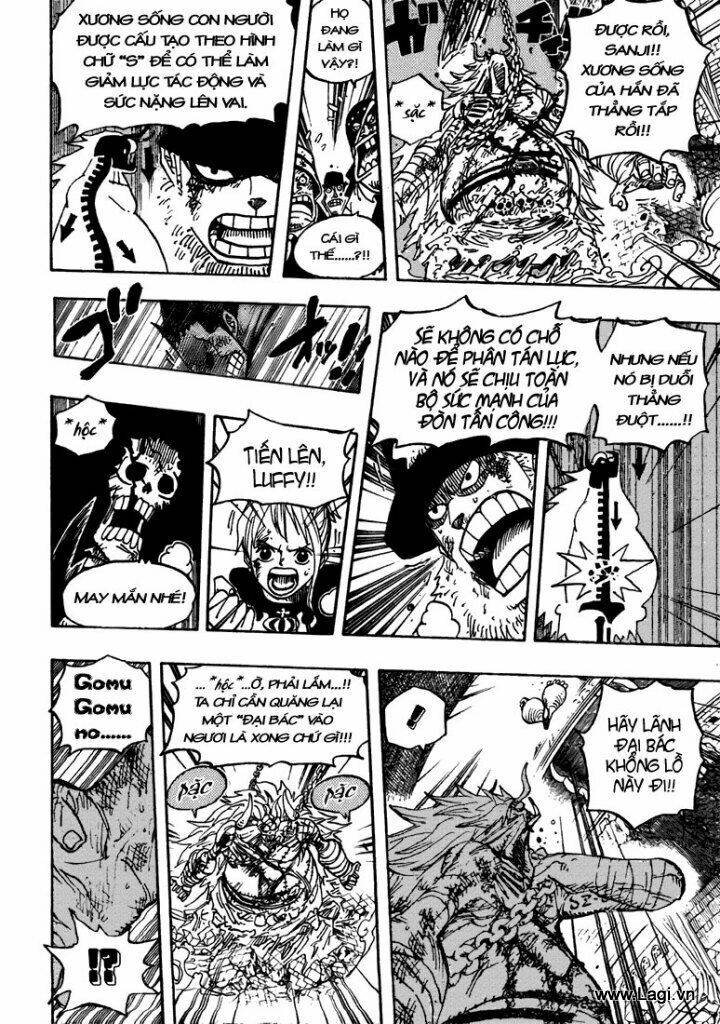 ĐƯỢC RỒI,
SANJI!!
XƯƠNG SỐNG
CỦA HẮN ĐÃ
THẲNG TẮP
RỒI!!
*sặc*
HỌ
ĐANG
LÀM GÌ
VẬY?!
CÁI GÌ
THẾ......?!!
XƯƠNG SỐNG CON NGƯỜI
ĐƯỢC CẤU TẠO THEO HÌNH
CHỮ "S" ĐỂ CÓ THỂ LÀM
GIẢM LỰC TÁC ĐỘNG VÀ
SỨC NẶNG LÊN VAI.
NHƯNG NẾU
NÓ BỊ DUỖI
THẲNG
ĐUỘT......!!
SẼ KHÔNG CÓ CHỖ
NÀO ĐỂ PHÂN TÁN LỰC,
VÀ NÓ SẼ CHỊU TOÀN
BỘ SỨC MẠNH CỦA
ĐÒN TẤN CÔNG!!!
TIẾN LÊN,
LUFFY!!
*hộc*
MAY MẮN NHÉ!
HÃY LÃNH
ĐẠI BÁC
KHỔNG LỒ
NÀY ĐI!!
!
...*hộc*...Ờ, PHẢI LẮM...!!
TA CHỈ CẦN QUĂNG LẠI
MỘT "ĐẠI BÁC" VÀO
NGƯƠI LÀ XONG CHỨ GÌ!!!
Gomu
Gomu
no......
!?
www.Lagi.vn